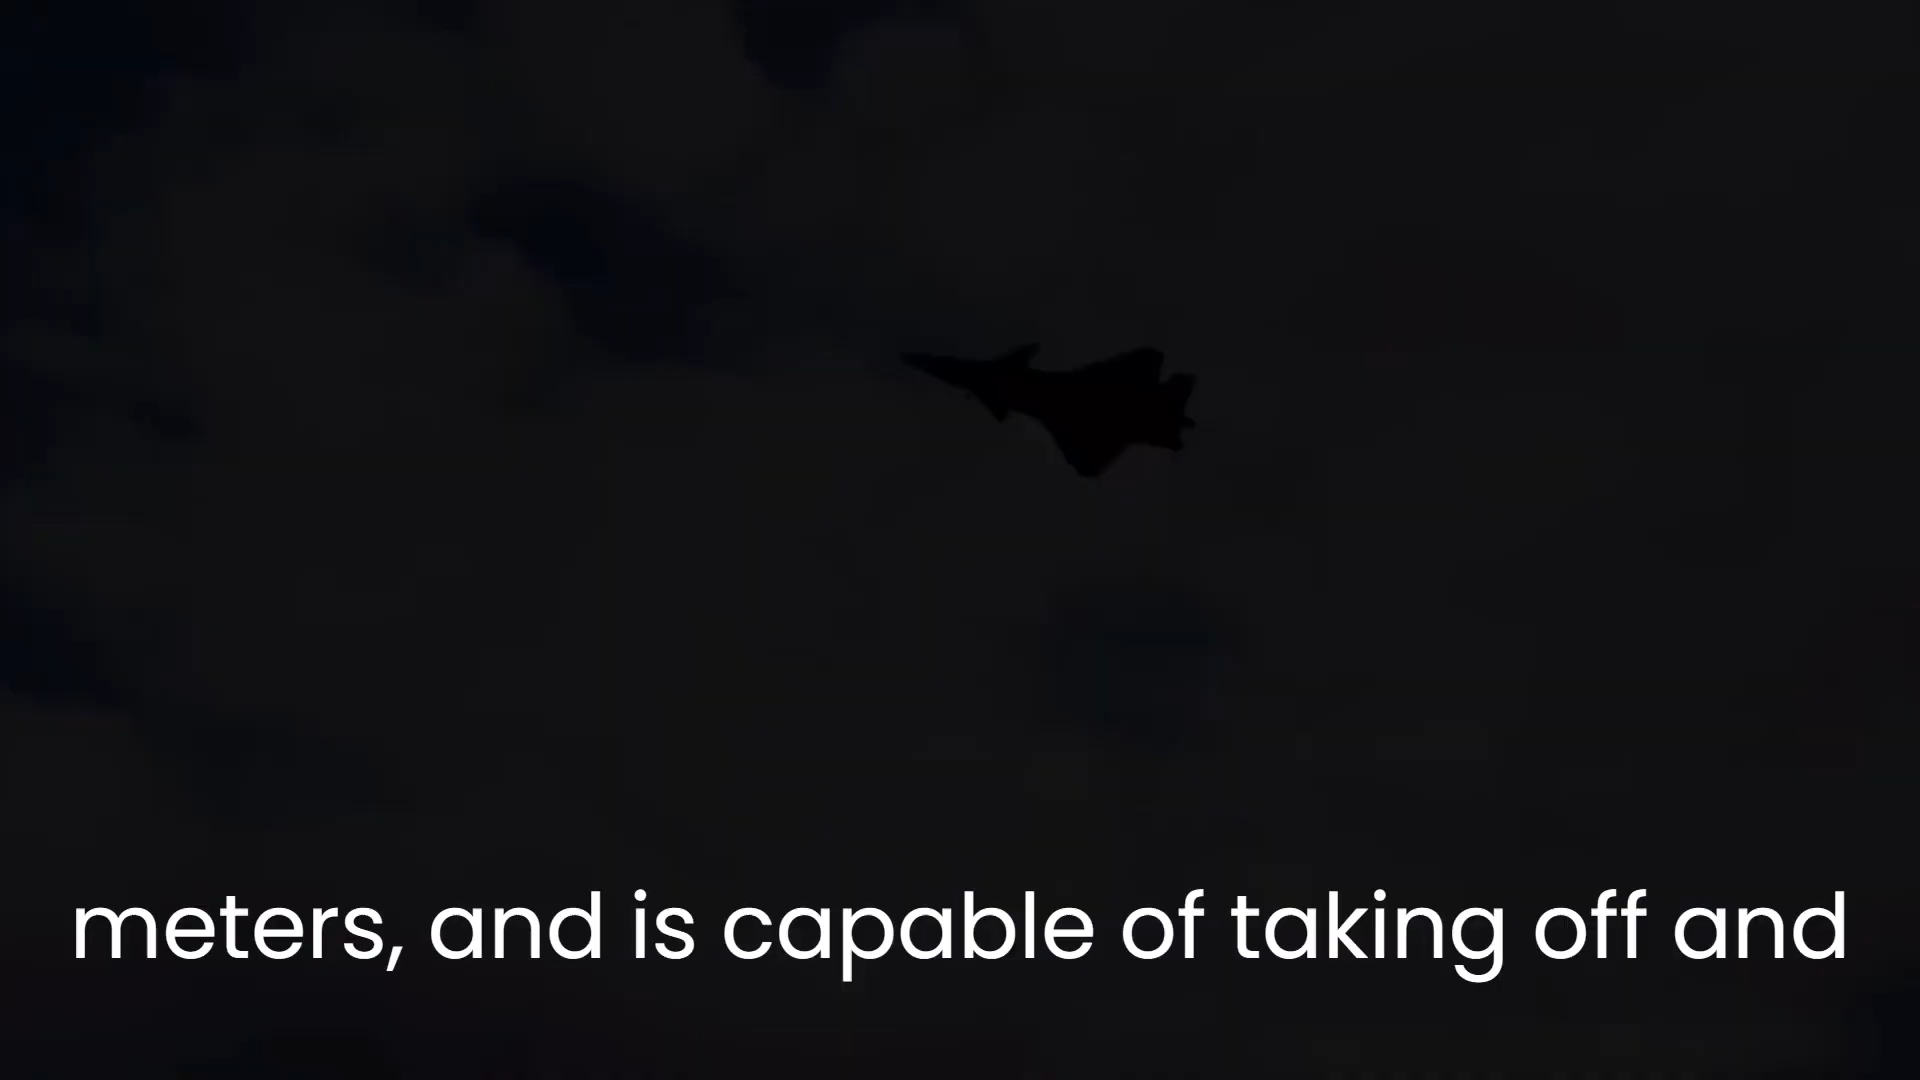 meters, and is capable of taking off and